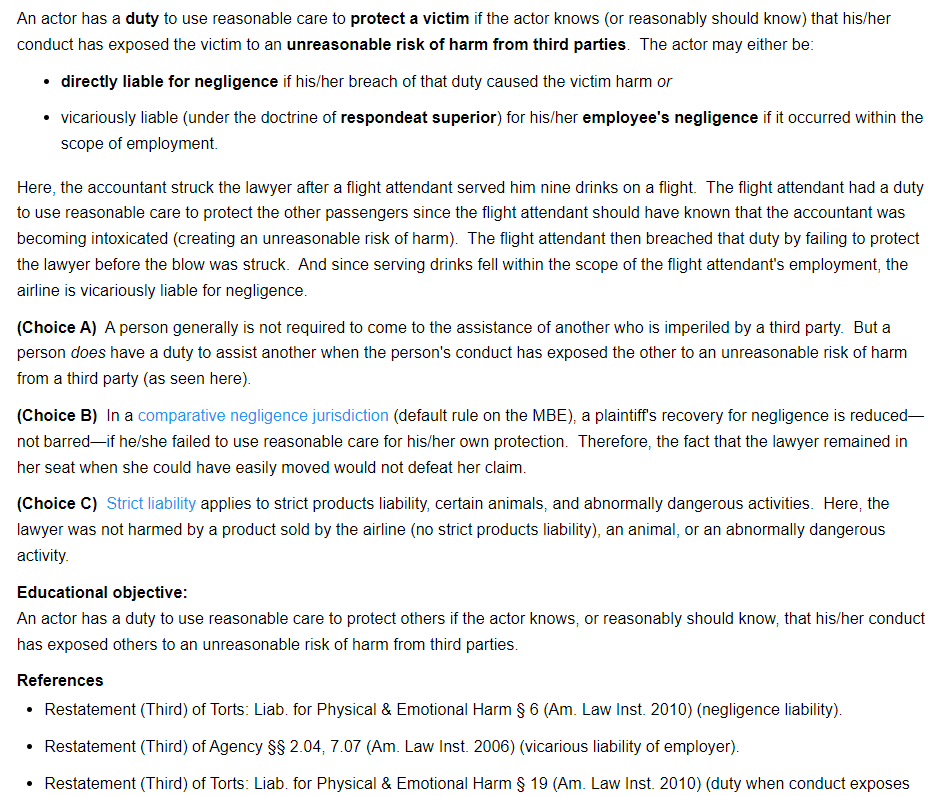 An actor has a duty to use reasonable care to protect a victim if the actor knows (or reasonably should know) that his/her
conduct has exposed the victim to an unreasonable risk of harm from third parties.  The actor may either be:
• directly liable for negligence if his/her breach of that duty caused the victim harm or
• vicariously liable (under the doctrine of respondeat superior) for his/her employee's negligence if it occurred within the
scope of employment.
Here, the accountant struck the lawyer after a flight attendant served him nine drinks on a flight.  The flight attendant had a duty
to use reasonable care to protect the other passengers since the flight attendant should have known that the accountant was
becoming intoxicated (creating an unreasonable risk of harm).  The flight attendant then breached that duty by failing to protect
the lawyer before the blow was struck.  And since serving drinks fell within the scope of the flight attendant's employment, the
airline is vicariously liable for negligence.
(Choice A)  A person generally is not required to come to the assistance of another who is imperiled by a third party.  But a
person does have a duty to assist another when the person's conduct has exposed the other to an unreasonable risk of harm
from a third party (as seen here).
(Choice B)  In a comparative negligence jurisdiction (default rule on the MBE), a plaintiff's recovery for negligence is reduced—
not barred—if he/she failed to use reasonable care for his/her own protection.  Therefore, the fact that the lawyer remained in
her seat when she could have easily moved would not defeat her claim.
(Choice C)  Strict liability applies to strict products liability, certain animals, and abnormally dangerous activities.  Here, the
lawyer was not harmed by a product sold by the airline (no strict products liability), an animal, or an abnormally dangerous
activity.
Educational objective:
An actor has a duty to use reasonable care to protect others if the actor knows, or reasonably should know, that his/her conduct
has exposed others to an unreasonable risk of harm from third parties.
References
• Restatement (Third) of Torts: Liab. for Physical & Emotional Harm § 6 (Am. Law Inst. 2010) (negligence liability).
• Restatement (Third) of Agency §§ 2.04, 7.07 (Am. Law Inst. 2006) (vicarious liability of employer).
• Restatement (Third) of Torts: Liab. for Physical & Emotional Harm § 19 (Am. Law Inst. 2010) (duty when conduct exposes